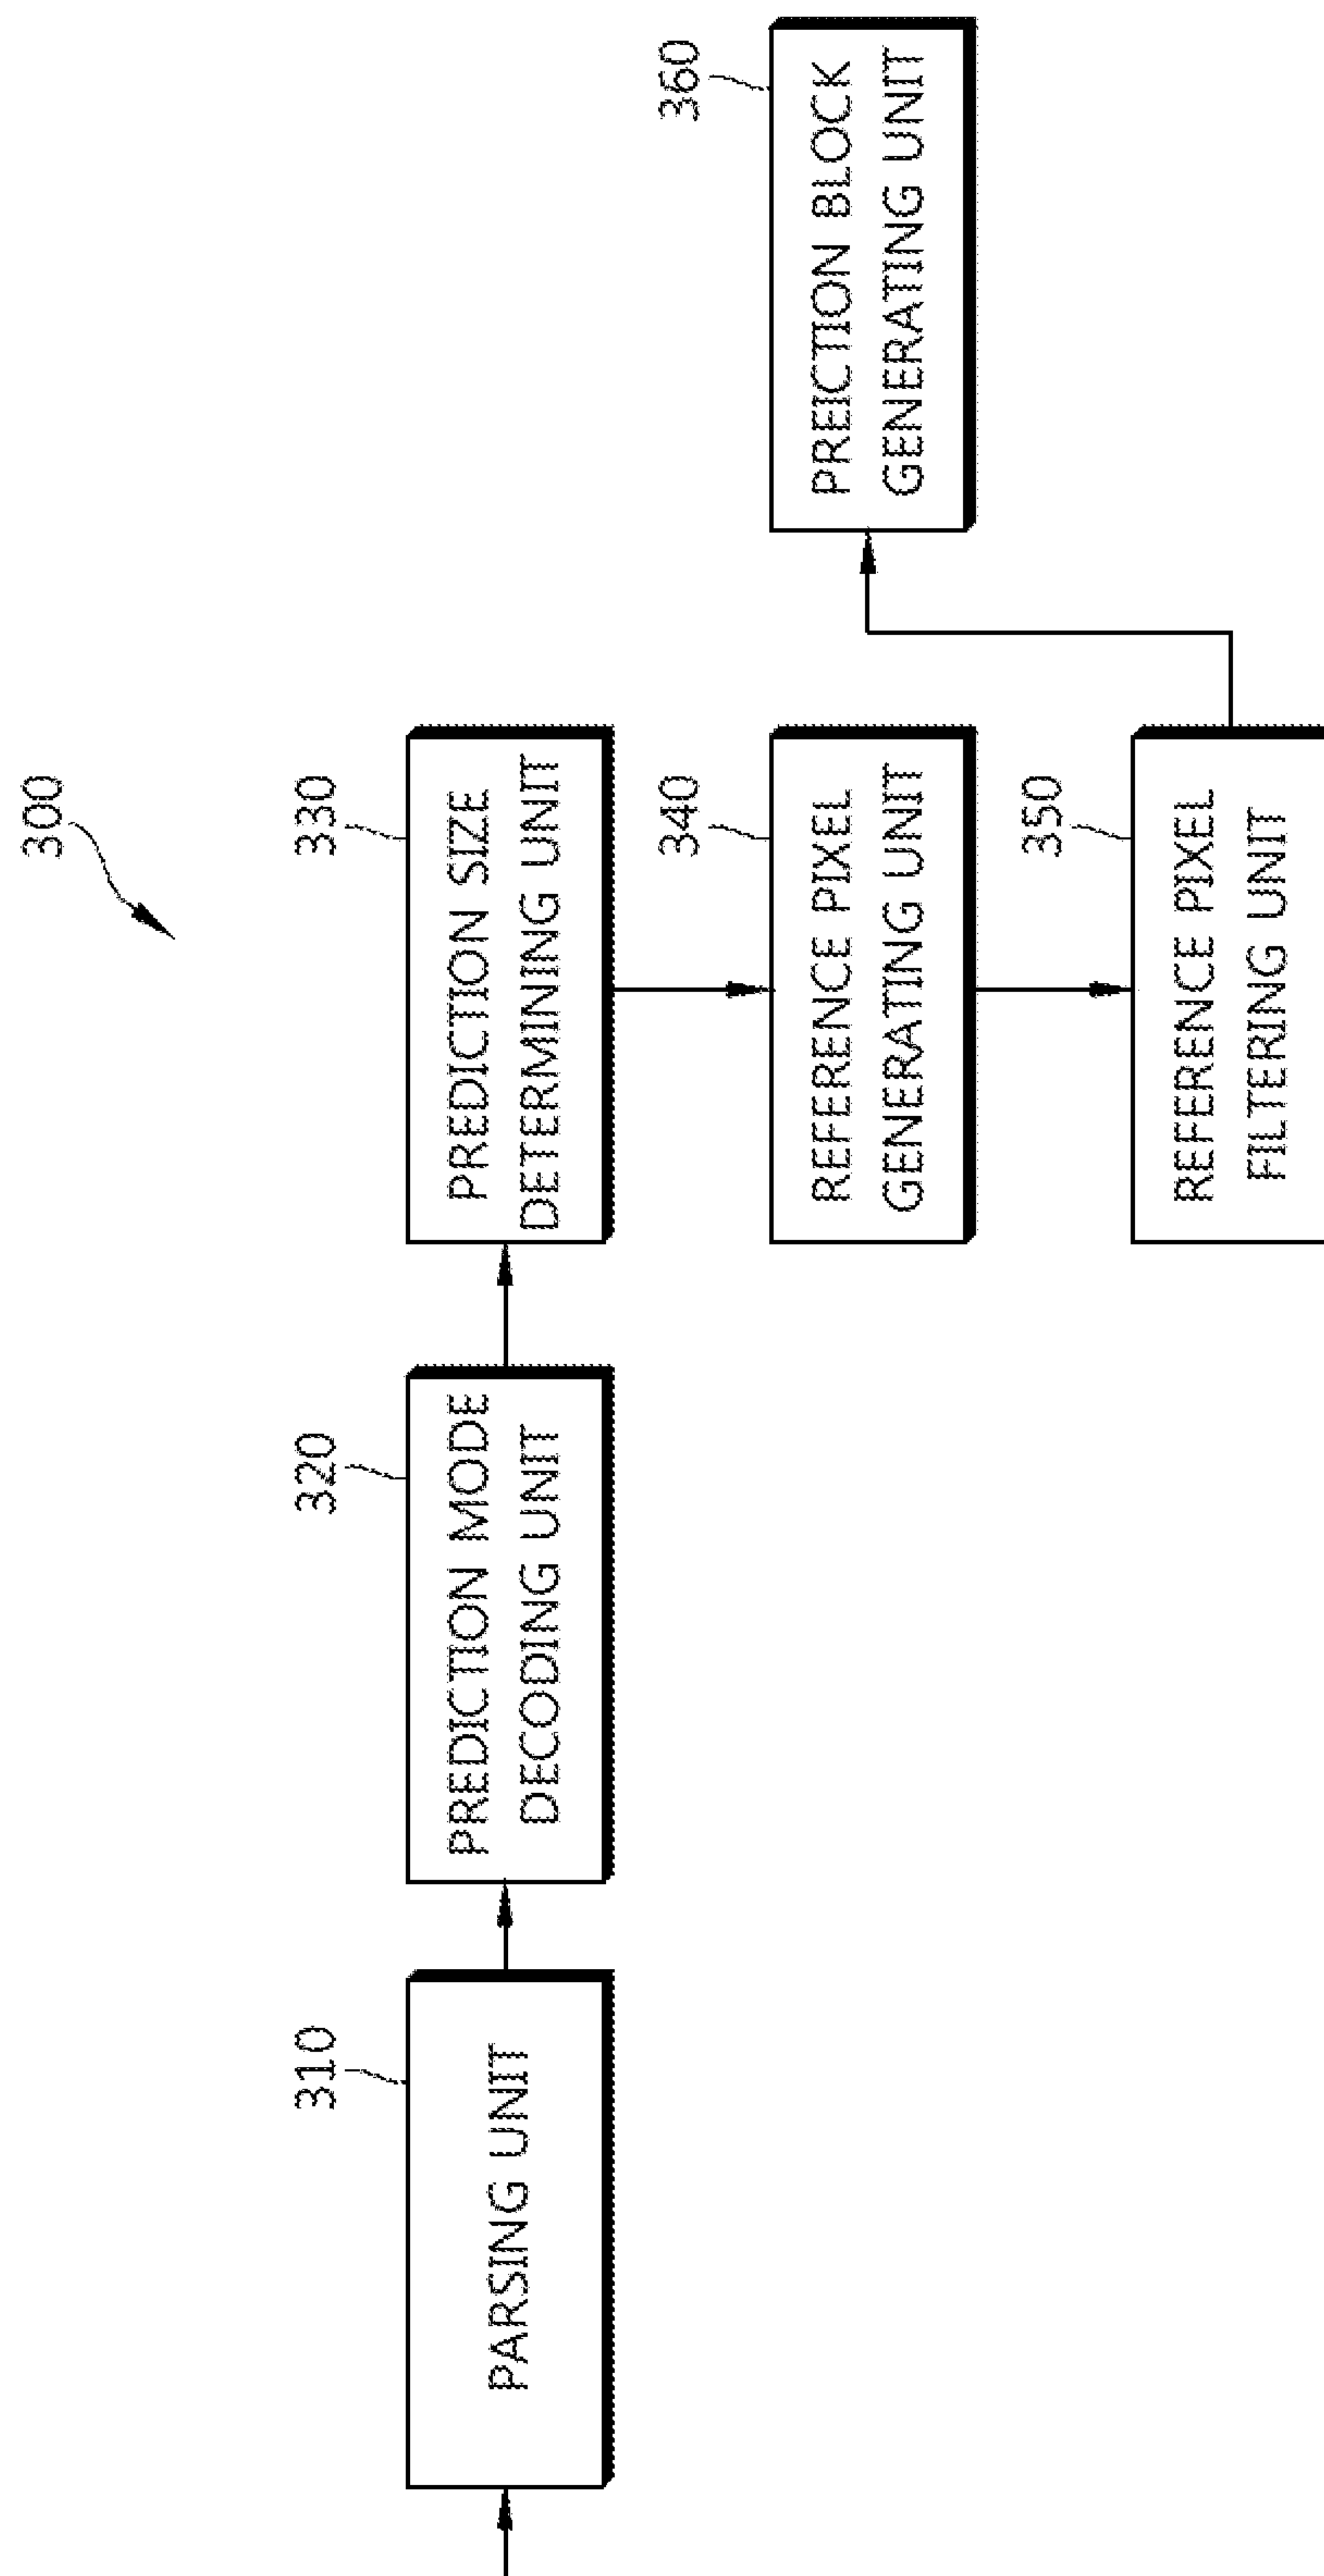 300
310
PARSING UNIT
320
PREDICTION MODE
DECODING UNIT
330
PREDICTION SIZE
DETERMINING UNIT
340
REFERENCE PIXEL
GENERATING UNIT
350
REFERENCE PIXEL
FILTERING UNIT
360
PREICTION BLOCK
GENERATING UNIT